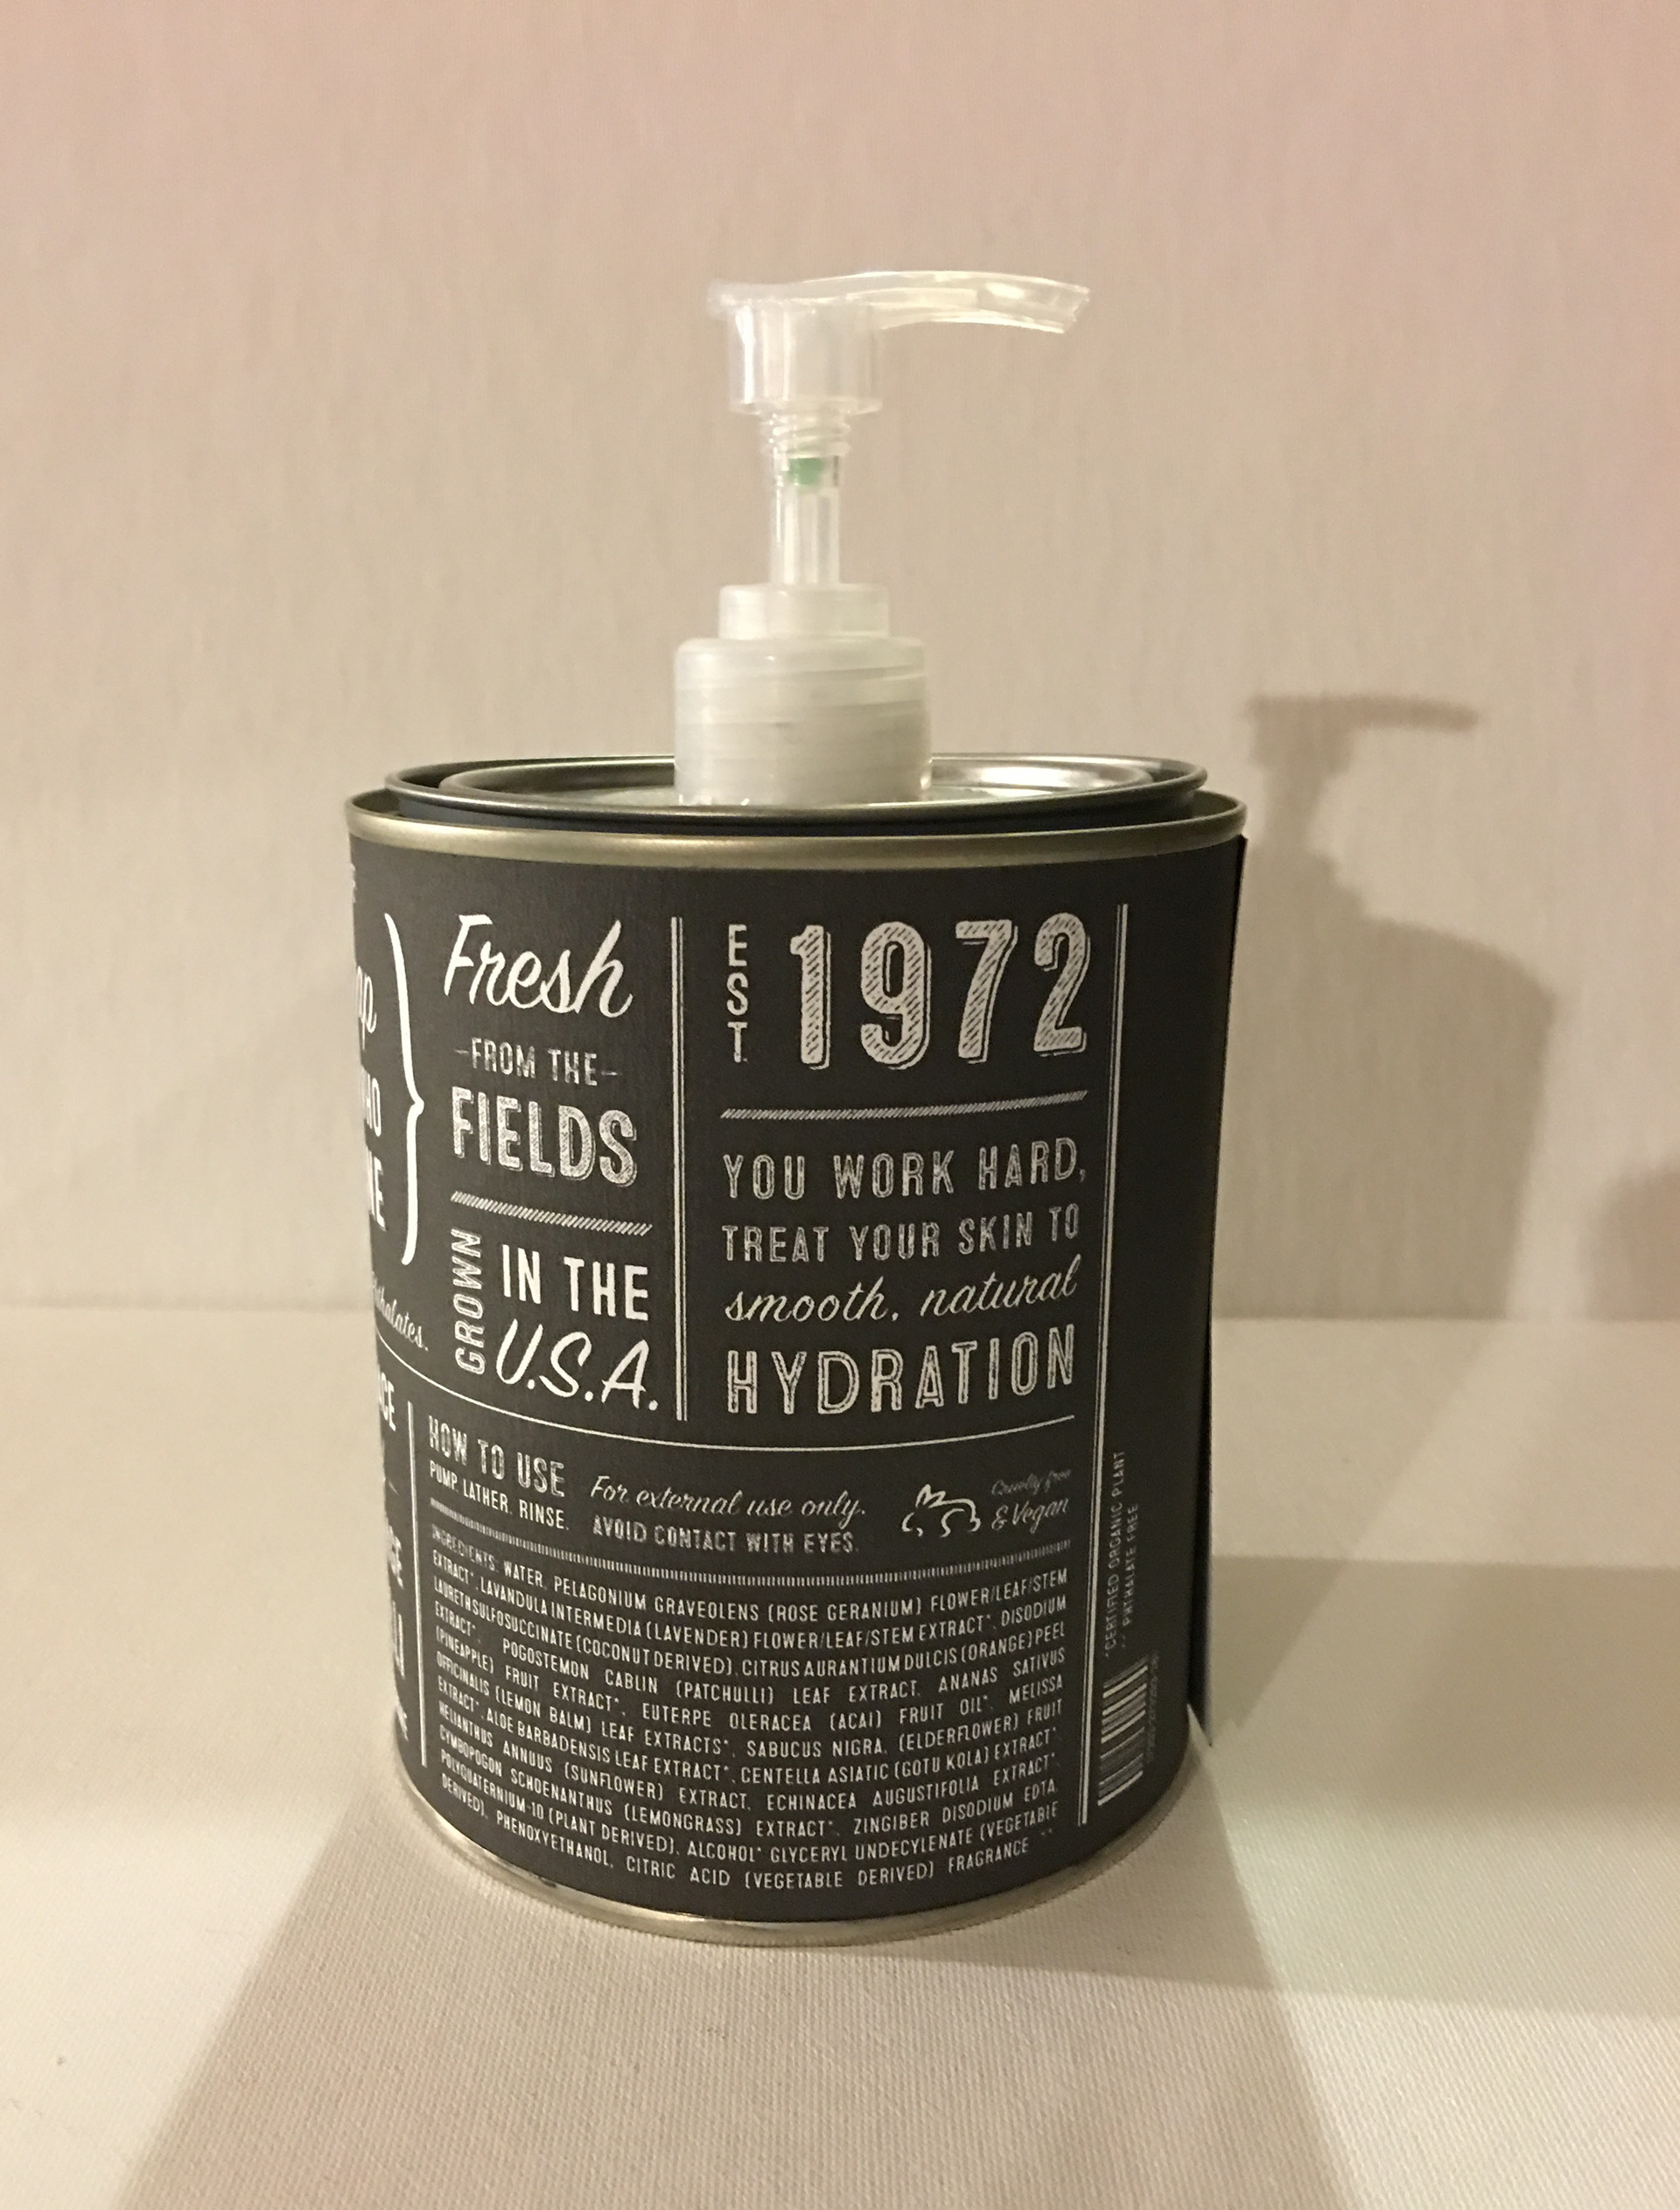 Fresh
-FROM THE-
FIELDS
GROWN
IN THE
U.S.A.
EST
1972
YOU WORK HARD,
TREAT YOUR SKIN TO
smooth, natural
HYDRATION
HOW TO USE
PUMP. LATHER. RINSE.
For external use only.
AVOID CONTACT WITH EYES.
Cruelty free
& Vegan
INGREDIENTS: WATER, PELAGONIUM GRAVEOLENS (ROSE GERANIUM) FLOWER/LEAF/STEM
EXTRACT*, LAVANDULA INTERMEDIA (LAVENDER) FLOWER/LEAF/STEM EXTRACT*, DISODIUM
LAURETH SULFOSUCCINATE (COCONUT DERIVED), CITRUS AURANTIUM DULCIS (ORANGE) PEEL
EXTRACT*, POGOSTEMON CABLIN (PATCHULLI) LEAF EXTRACT, ANANAS SATIVUS
(PINEAPPLE) FRUIT EXTRACT*, EUTERPE OLERACEA (ACAI) FRUIT OIL*, MELISSA
OFFICINALIS (LEMON BALM) LEAF EXTRACTS*, SABUCUS NIGRA, (ELDERFLOWER) FRUIT
EXTRACT*, ALOE BARBADENSIS LEAF EXTRACT*, CENTELLA ASIATIC (GOTU KOLA) EXTRACT*,
HELIANTHUS ANNUUS (SUNFLOWER) EXTRACT, ECHINACEA AUGUSTIFOLIA EXTRACT*,
CYMBOPOGON SCHOENANTHUS (LEMONGRASS) EXTRACT*, ZINGIBER DISODIUM EDTA,
POLYQUATERNIUM-10 (PLANT DERIVED), ALCOHOL* GLYCERYL UNDECYLENATE (VEGETABLE
DERIVED), PHENOXYETHANOL, CITRIC ACID (VEGETABLE DERIVED) FRAGRANCE**
*CERTIFIED ORGANIC PLANT
** PHTHALATE FREE